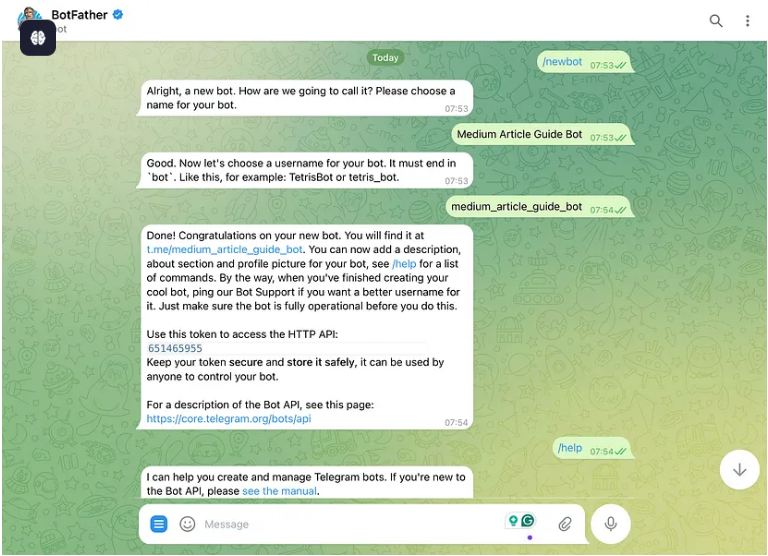 BotFather
bot
Today
/newbot 07:53
Alright, a new bot. How are we going to call it? Please choose a
name for your bot.
07:53
Medium Article Guide Bot 07:53
Good. Now let's choose a username for your bot. It must end in
`bot`. Like this, for example: TetrisBot or tetris_bot.
07:53
medium_article_guide_bot 07:54
Done! Congratulations on your new bot. You will find it at
t.me/medium_article_guide_bot. You can now add a description,
about section and profile picture for your bot, see /help for a list
of commands. By the way, when you've finished creating your
cool bot, ping our Bot Support if you want a better username for
it. Just make sure the bot is fully operational before you do this.
Use this token to access the HTTP API:
651465955
Keep your token secure and store it safely, it can be used by
anyone to control your bot.
For a description of the Bot API, see this page:
https://core.telegram.org/bots/api
07:54
/help 07:54
I can help you create and manage Telegram bots. If you're new to
the Bot API, please see the manual.
Message